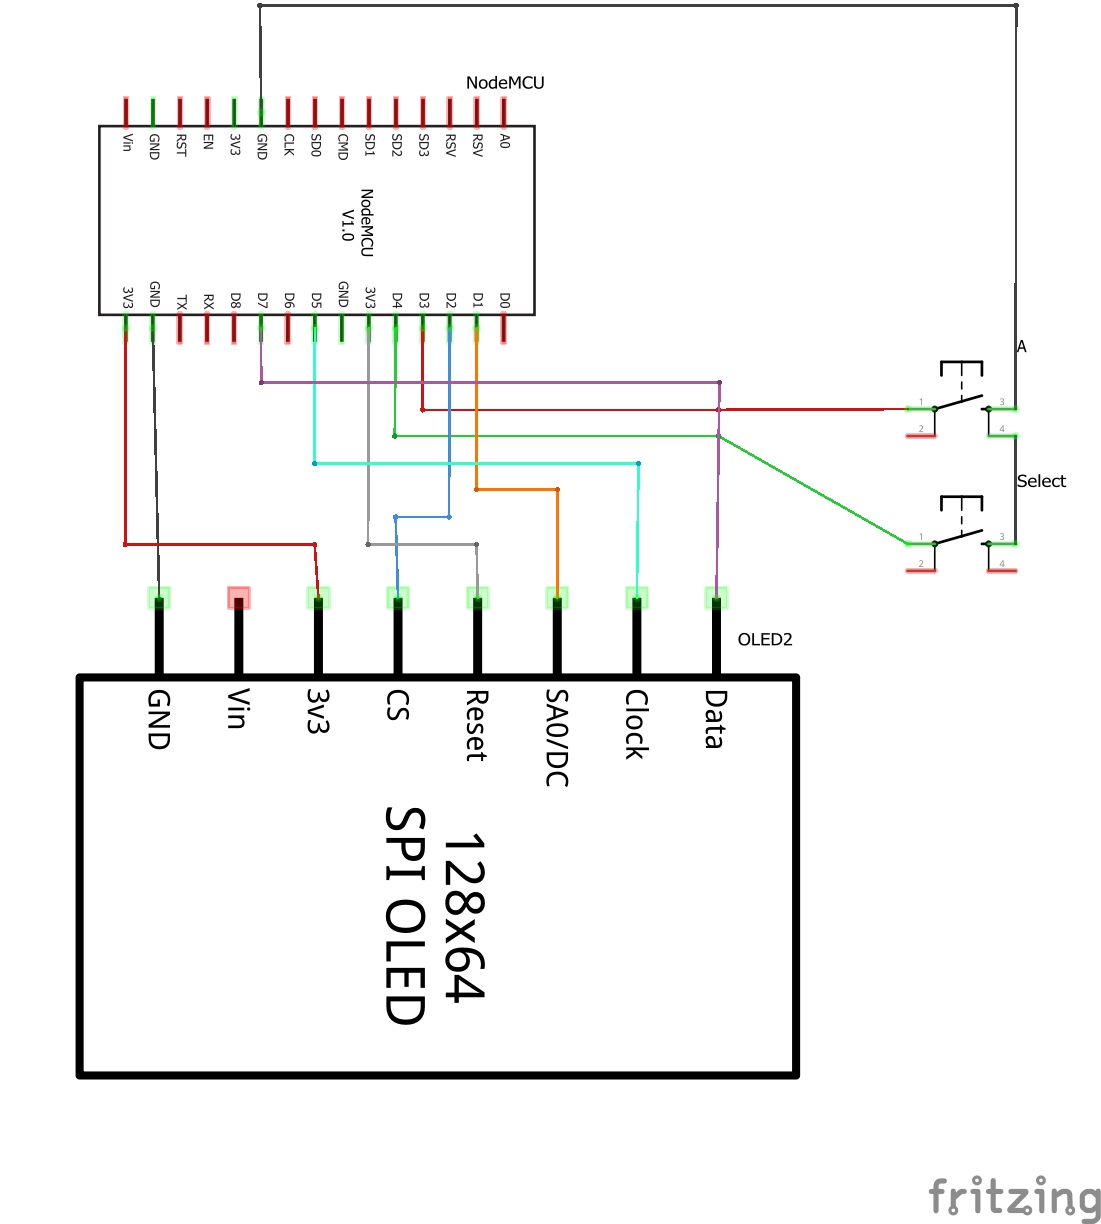 NodeMCU
Vin GND RST EN 3V3 GND CLK SD0 CMD SD1 SD2 SD3 RSV RSV A0
NodeMCU
V1.0
3V3 GND TX RX D8 D7 D6 D5 GND 3V3 D4 D3 D2 D1 D0
A
1 3
2 4
Select
1 3
2 4
OLED2
GND Vin 3v3 CS Reset SA0/DC Clock Data
128x64
SPI OLED
fritzing